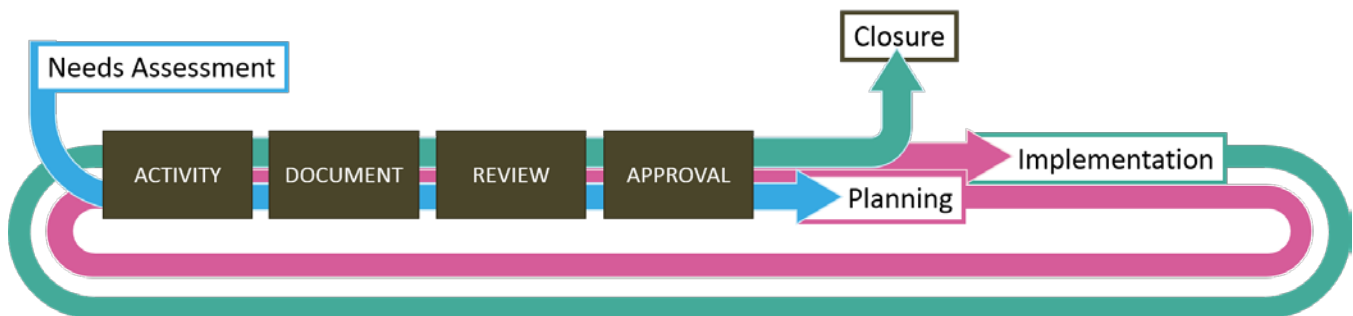 Needs Assessment
Closure
ACTIVITY
DOCUMENT
REVIEW
APPROVAL
Implementation
Planning